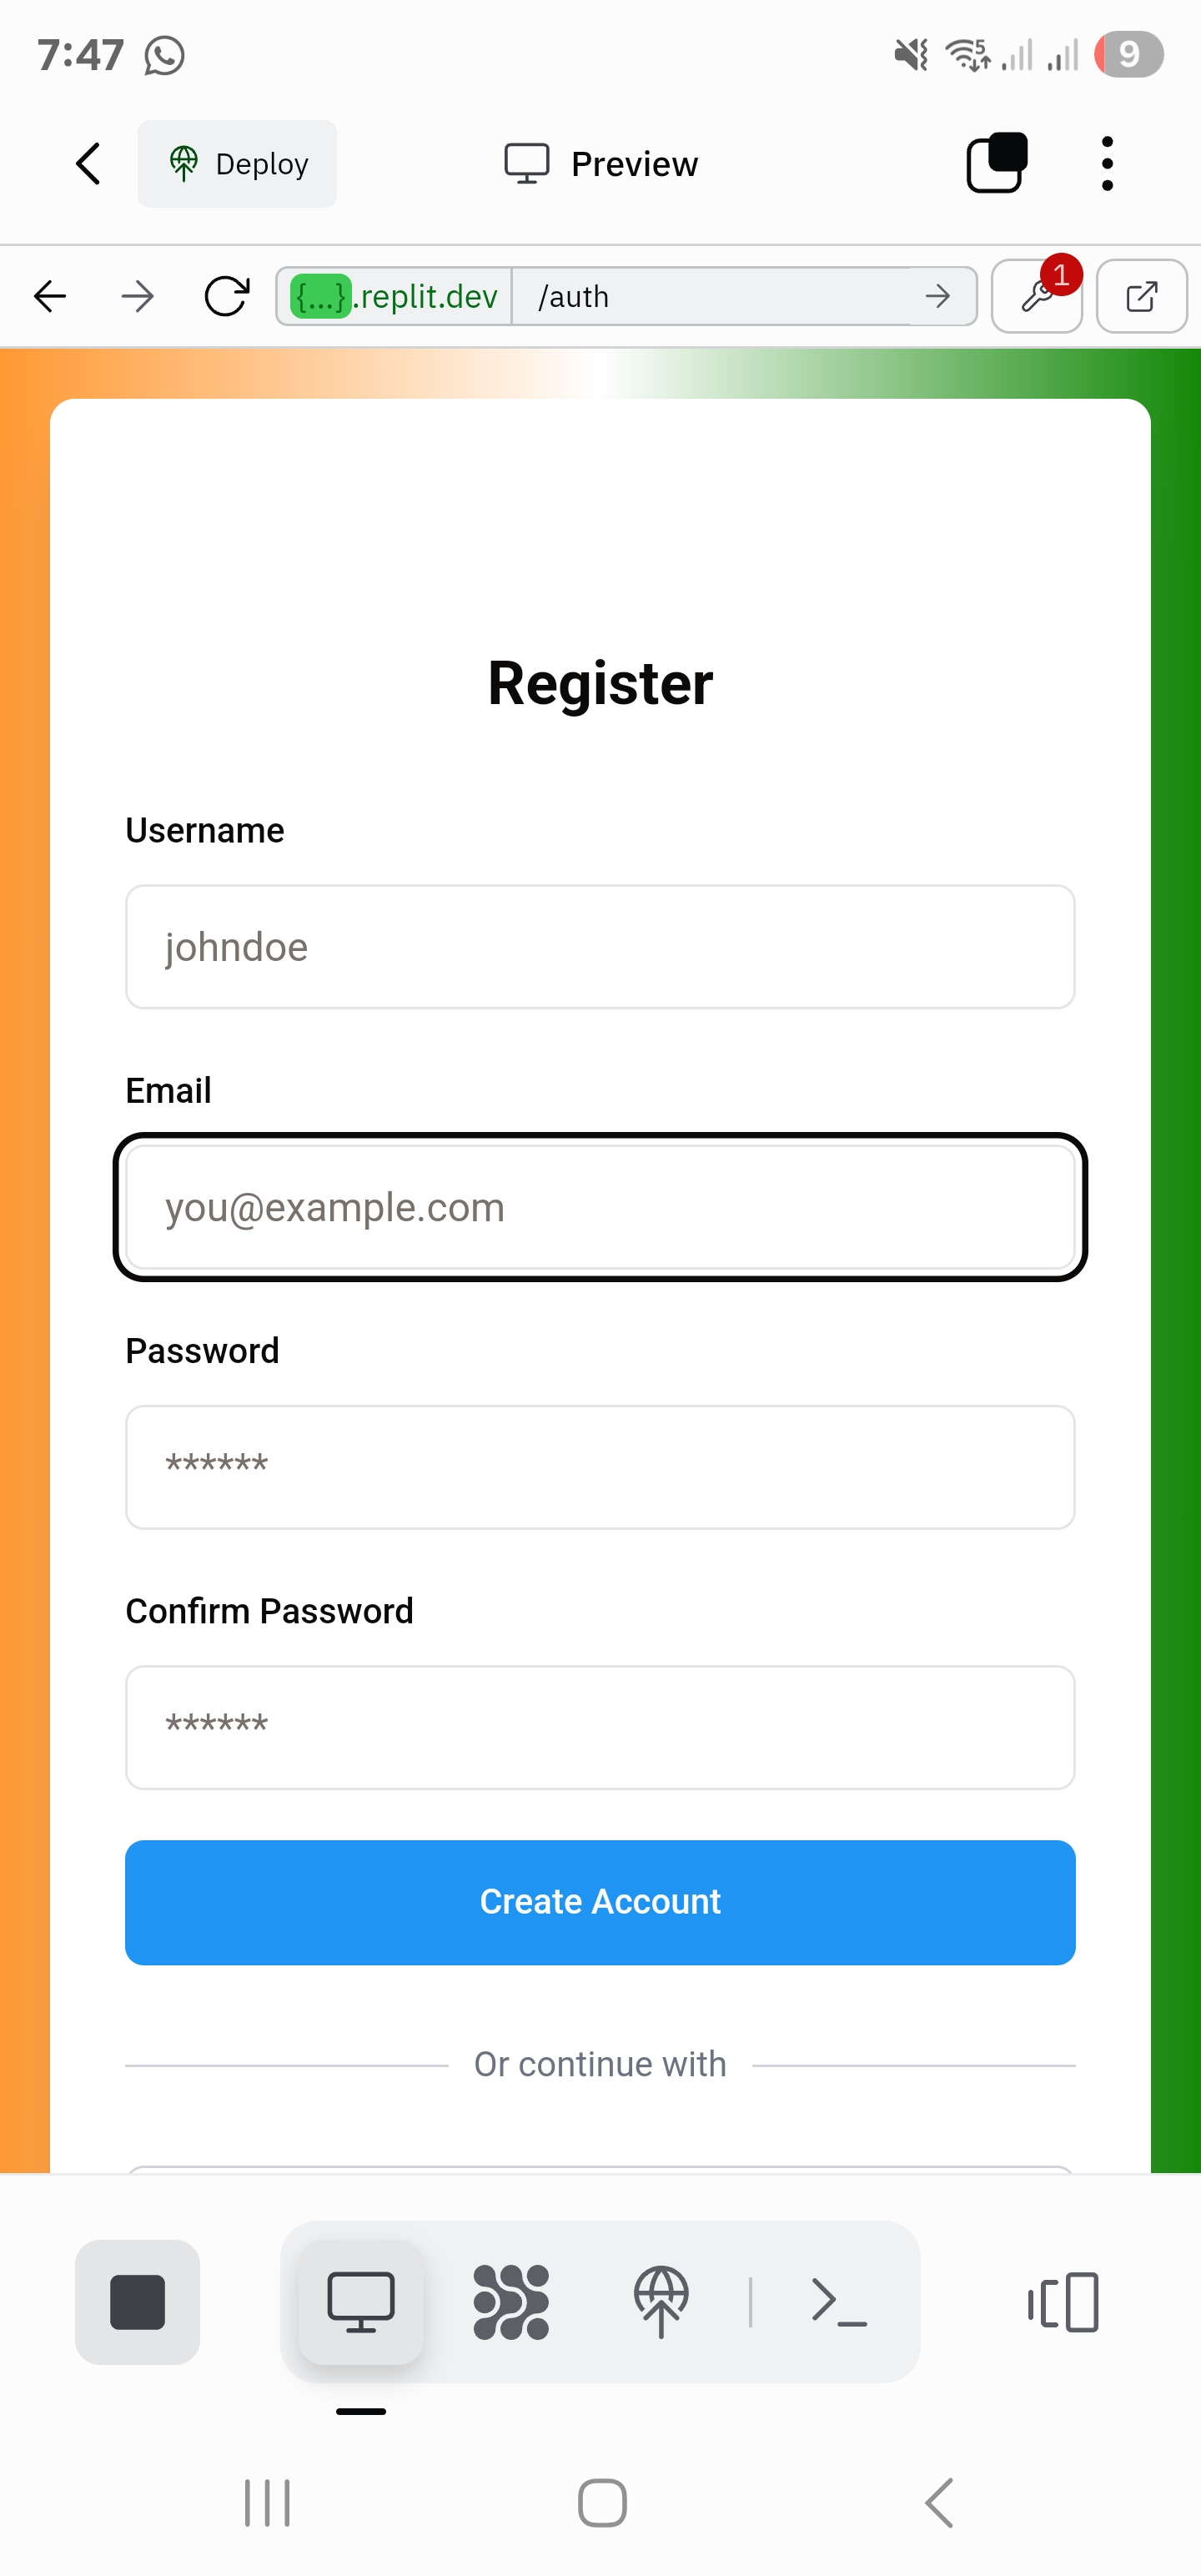 7:47
5
9
Deploy
Preview
{...}.replit.dev
/auth
1
Register
Username
johndoe
Email
you@example.com
Password
******
Confirm Password
******
Create Account
Or continue with